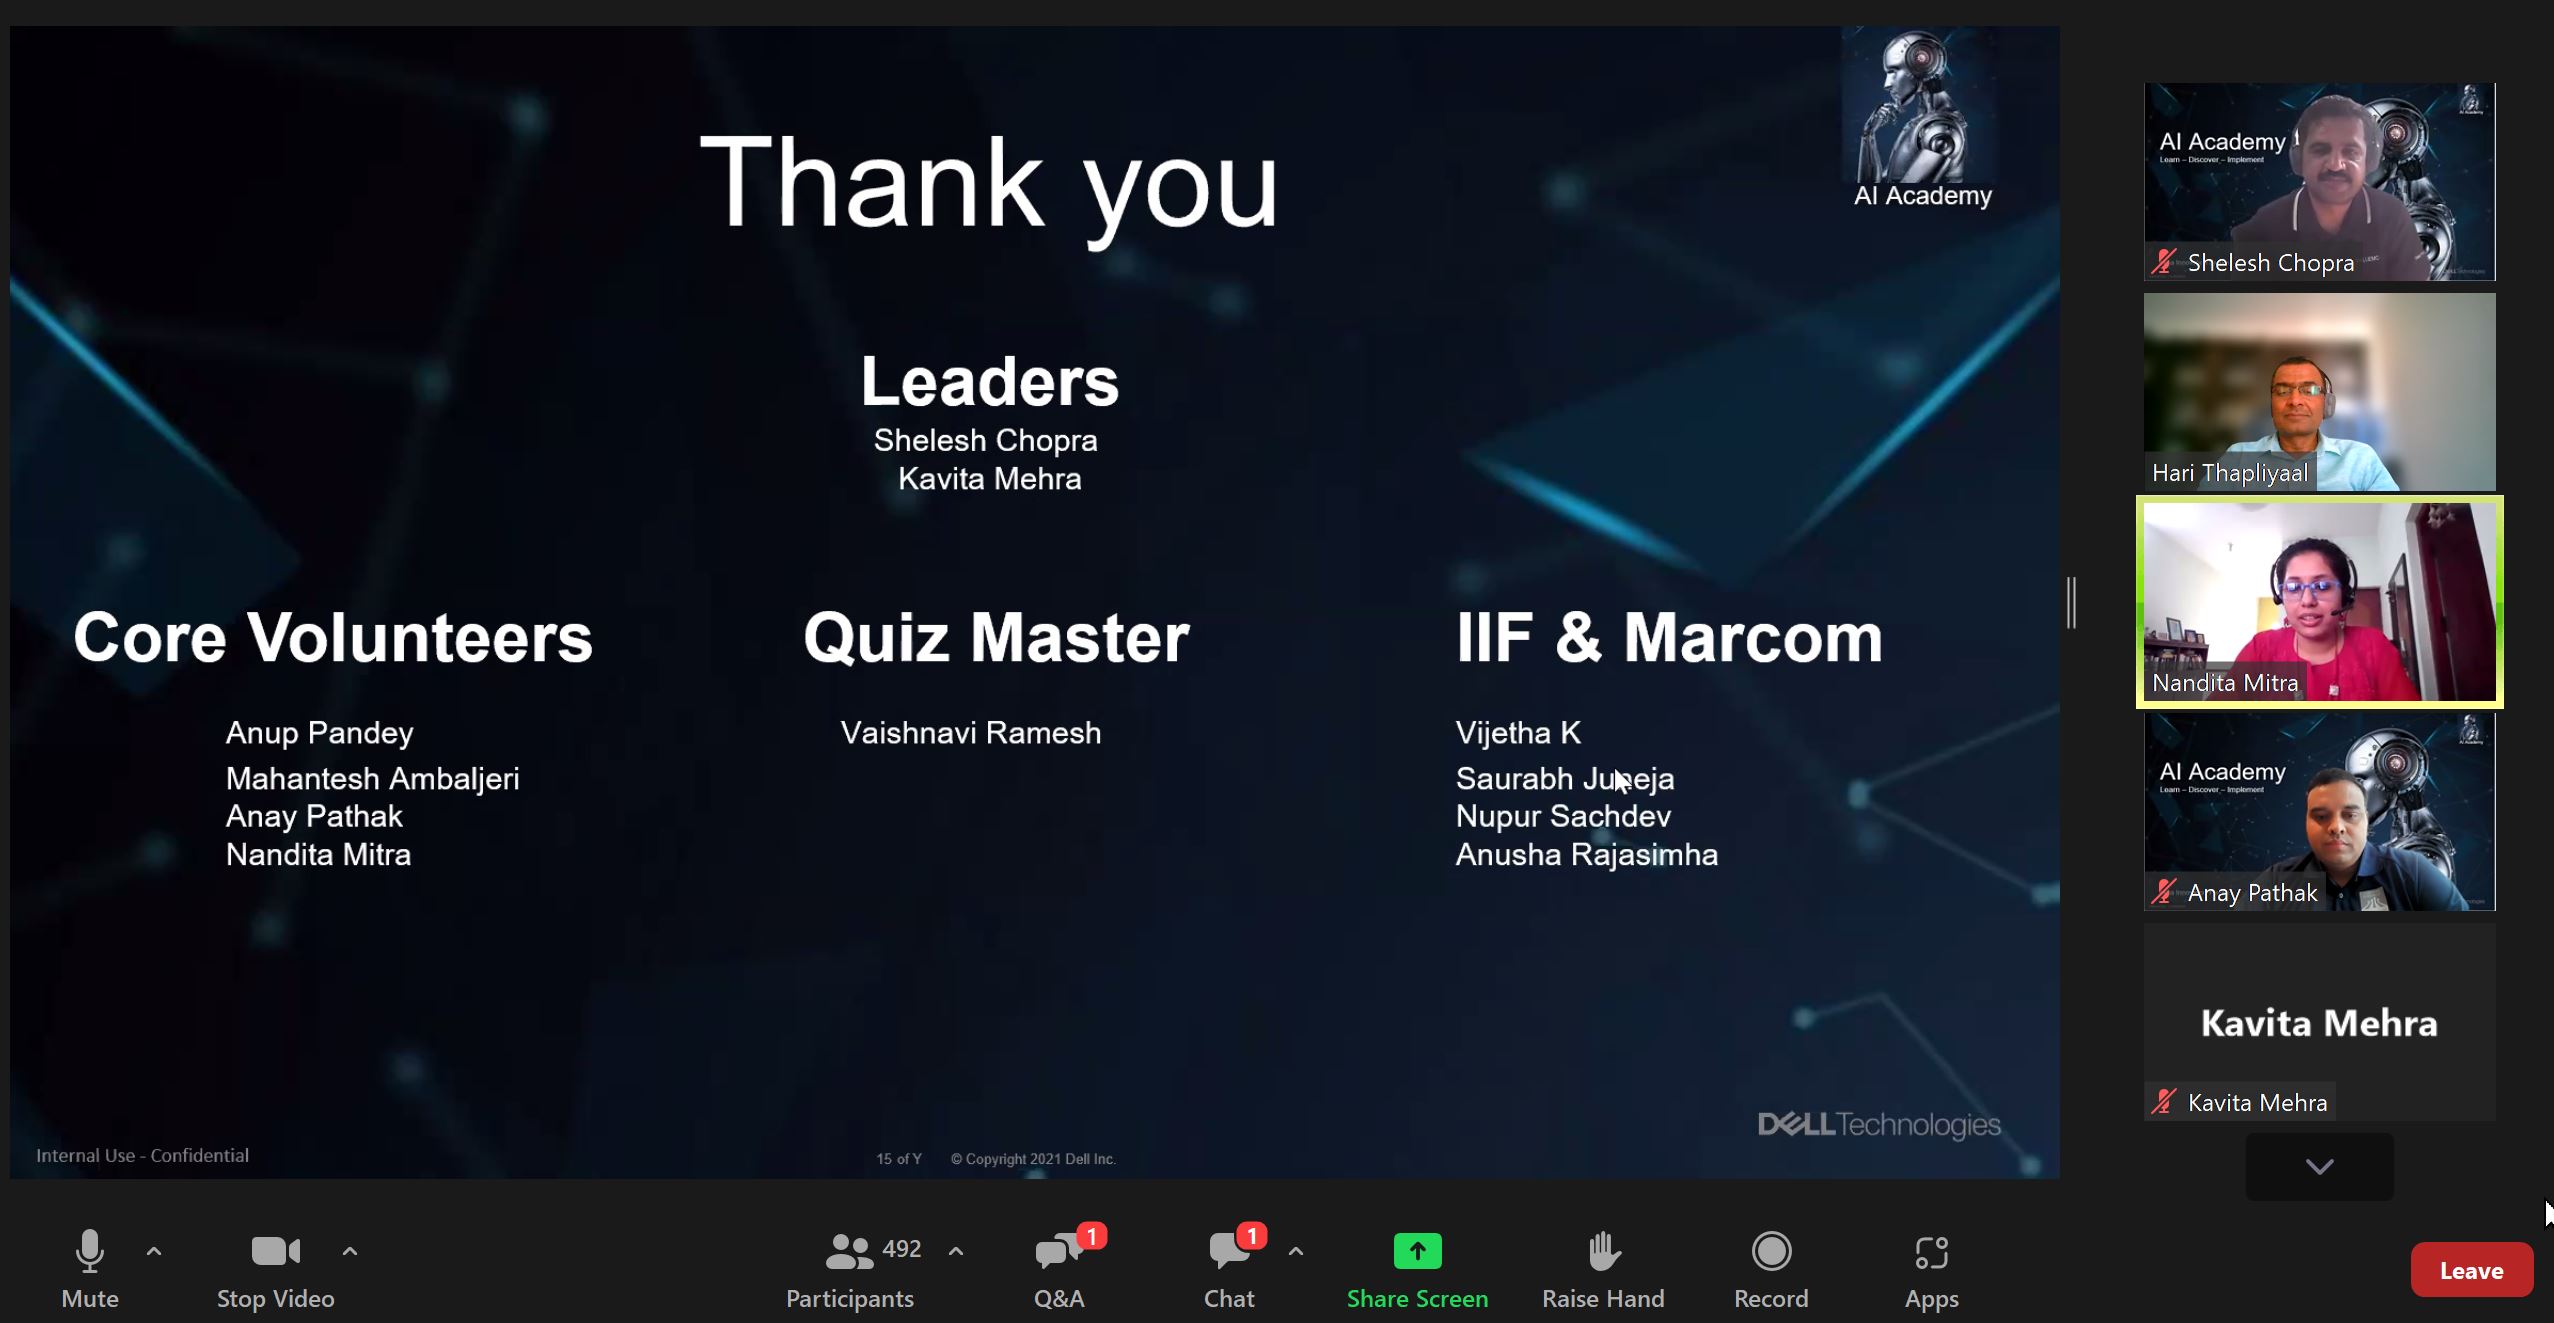 Thank you
AI Academy
Leaders
Shelesh Chopra
Kavita Mehra
Core Volunteers
Anup Pandey
Mahantesh Ambaljeri
Anay Pathak
Nandita Mitra
Quiz Master
Vaishnavi Ramesh
IIF & Marcom
Vijetha K
Saurabh Juneja
Nupur Sachdev
Anusha Rajasimha
DELLTechnologies
Internal Use - Confidential
15 of Y
© Copyright 2021 Dell Inc.
AI Academy
Learn – Discover – Implement
Shelesh Chopra
Hari Thapliyaal
Nandita Mitra
AI Academy
Learn – Discover – Implement
Anay Pathak
Kavita Mehra
Kavita Mehra
Mute
Stop Video
492
Participants
1
Q&A
1
Chat
Share Screen
Raise Hand
Record
Apps
Leave